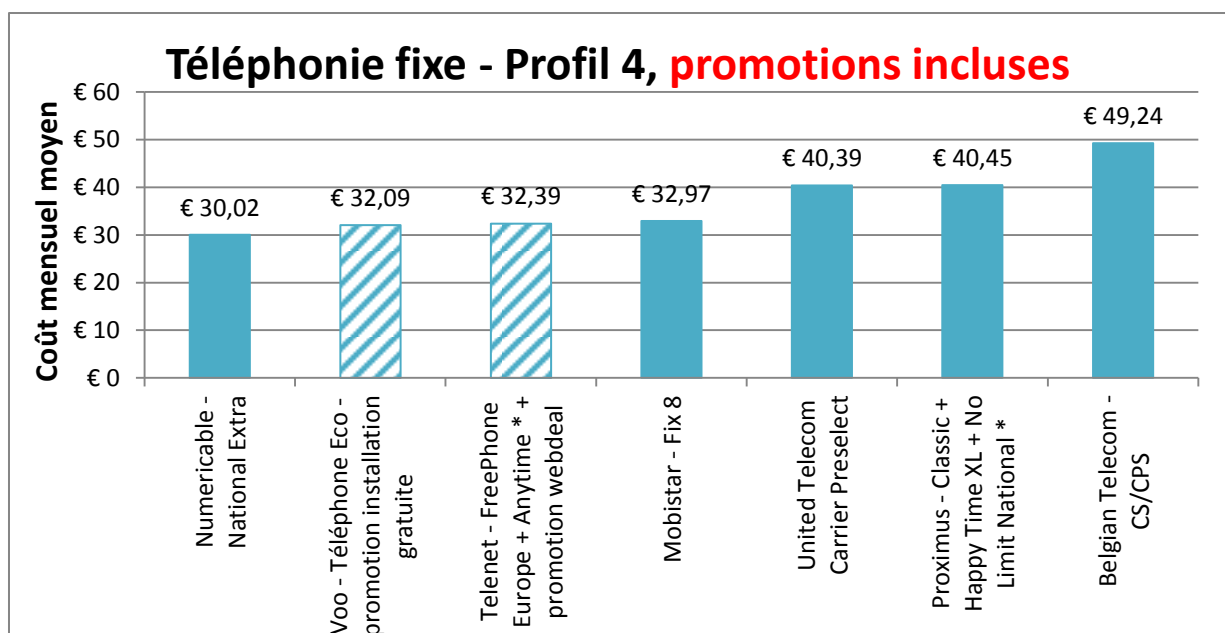 Téléphonie fixe - Profil 4, promotions incluses
Coût mensuel moyen
€ 60
€ 50
€ 40
€ 30
€ 20
€ 10
€ 0
€ 30,02
€ 32,09
€ 32,39
€ 32,97
€ 40,39
€ 40,45
€ 49,24
Numericable -
National Extra
Voo - Téléphone Eco -
promotion installation
gratuite
Telenet - FreePhone
Europe + Anytime * +
promotion webdeal
Mobistar - Fix 8
United Telecom
Carrier Preselect
Proximus - Classic +
Happy Time XL + No
Limit National *
Belgian Telecom -
CS/CPS